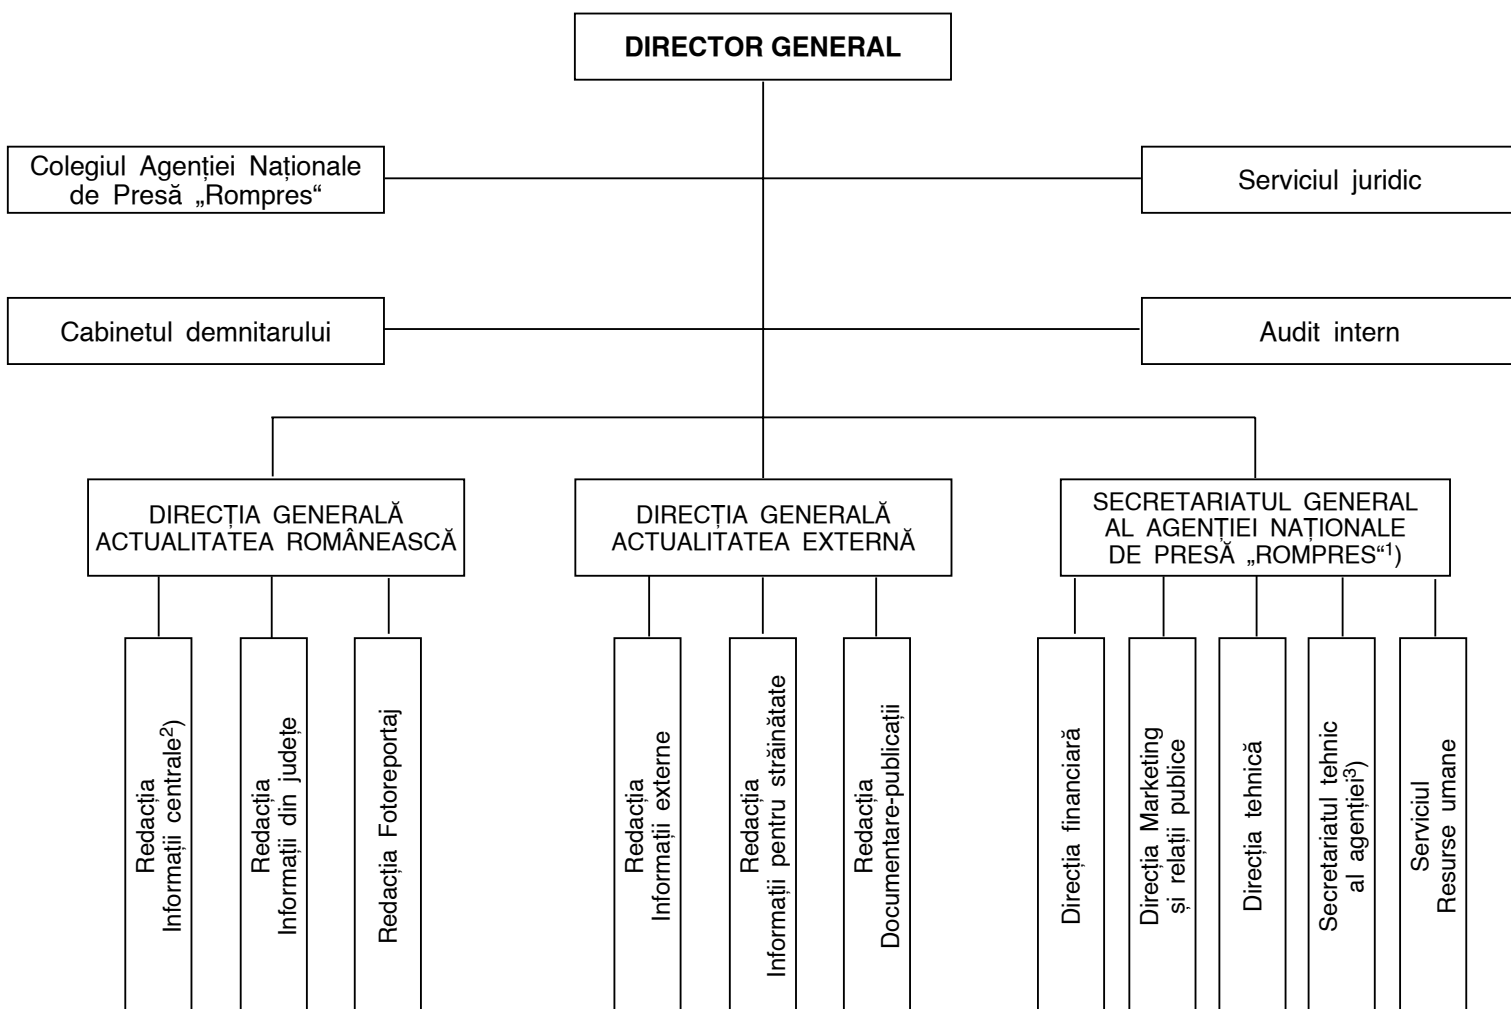 DIRECTOR GENERAL
Colegiul Agenției Naționale
de Presă „Rompres“
Serviciul juridic
Cabinetul demnitarului
Audit intern
DIRECȚIA GENERALĂ
ACTUALITATEA ROMÂNEASCĂ
DIRECȚIA GENERALĂ
ACTUALITATEA EXTERNĂ
SECRETARIATUL GENERAL
AL AGENȚIEI NAȚIONALE
DE PRESĂ „ROMPRES“¹)
Redacția
Informații centrale²)
Redacția
Informații din județe
Redacția Fotoreportaj
Redacția
Informații externe
Redacția
Informații pentru străinătate
Redacția
Documentare-publicații
Direcția financiară
Direcția Marketing
și relații publice
Direcția tehnică
Secretariatul tehnic
al agenției³)
Serviciul
Resurse umane